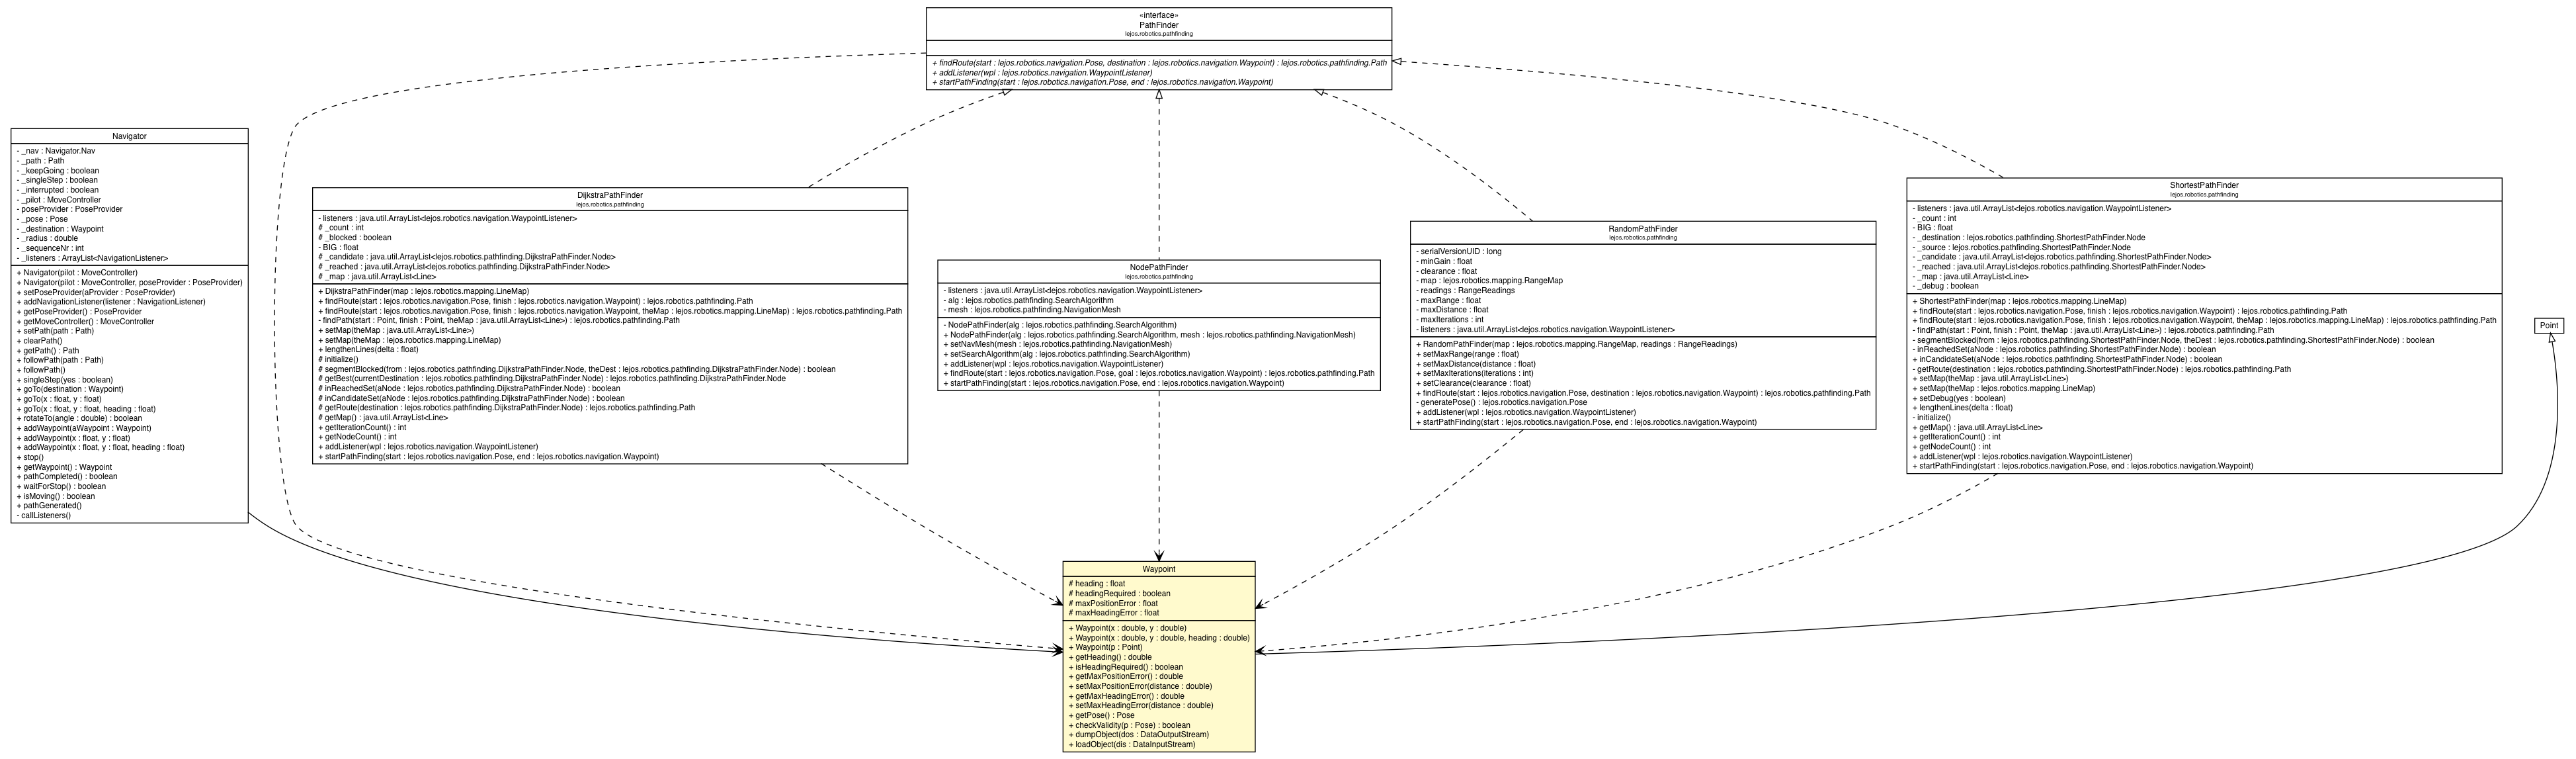 «interface»
PathFinder
lejos.robotics.pathfinding
+ findRoute(start : lejos.robotics.navigation.Pose, destination : lejos.robotics.navigation.Waypoint) : lejos.robotics.pathfinding.Path
+ addListener(wpl : lejos.robotics.navigation.WaypointListener)
+ startPathFinding(start : lejos.robotics.navigation.Pose, end : lejos.robotics.navigation.Waypoint)
Navigator
- _nav : Navigator.Nav
- _path : Path
- _keepGoing : boolean
- _singleStep : boolean
- _interrupted : boolean
- _pilot : MoveController
- poseProvider : PoseProvider
- _pose : Pose
- _destination : Waypoint
- _radius : double
- _sequenceNr : int
- _listeners : ArrayList<NavigationListener>
+ Navigator(pilot : MoveController)
+ Navigator(pilot : MoveController, poseProvider : PoseProvider)
+ setPoseProvider(aProvider : PoseProvider)
+ addNavigationListener(listener : NavigationListener)
+ getPoseProvider() : PoseProvider
+ getMoveController() : MoveController
+ setPath(path : Path)
+ clearPath()
+ getPath() : Path
+ followPath(path : Path)
+ followPath()
+ singleStep(yes : boolean)
+ goTo(destination : Waypoint)
+ goTo(x : float, y : float)
+ goTo(x : float, y : float, heading : float)
+ rotateTo(angle : double) : boolean
+ addWaypoint(aWaypoint : Waypoint)
+ addWaypoint(x : float, y : float)
+ addWaypoint(x : float, y : float, heading : float)
+ stop()
+ getWaypoint() : Waypoint
+ pathCompleted() : boolean
+ waitForStop() : boolean
+ isMoving() : boolean
+ pathGenerated()
- callListeners()
DijkstraPathFinder
lejos.robotics.pathfinding
- listeners : java.util.ArrayList<lejos.robotics.navigation.WaypointListener>
# _count : int
# _blocked : boolean
- BIG : float
# _candidate : java.util.ArrayList<lejos.robotics.pathfinding.DijkstraPathFinder.Node>
# _reached : java.util.ArrayList<lejos.robotics.pathfinding.DijkstraPathFinder.Node>
# _map : java.util.ArrayList<Line>
+ DijkstraPathFinder(map : lejos.robotics.mapping.LineMap)
+ findRoute(start : lejos.robotics.navigation.Pose, finish : lejos.robotics.navigation.Waypoint) : lejos.robotics.pathfinding.Path
+ findRoute(start : lejos.robotics.navigation.Pose, finish : lejos.robotics.navigation.Waypoint, theMap : lejos.robotics.mapping.LineMap) : lejos.robotics.pathfinding.Path
- findPath(start : Point, finish : Point, theMap : java.util.ArrayList<Line>) : lejos.robotics.pathfinding.Path
+ setMap(theMap : java.util.ArrayList<Line>)
+ setMap(theMap : lejos.robotics.mapping.LineMap)
+ lengthenLines(delta : float)
# initialize()
# segmentBlocked(from : lejos.robotics.pathfinding.DijkstraPathFinder.Node, theDest : lejos.robotics.pathfinding.DijkstraPathFinder.Node) : boolean
# getBest(currentDestination : lejos.robotics.pathfinding.DijkstraPathFinder.Node) : lejos.robotics.pathfinding.DijkstraPathFinder.Node
# inReachedSet(aNode : lejos.robotics.pathfinding.DijkstraPathFinder.Node) : boolean
# inCandidateSet(aNode : lejos.robotics.pathfinding.DijkstraPathFinder.Node) : boolean
# getRoute(destination : lejos.robotics.pathfinding.DijkstraPathFinder.Node) : lejos.robotics.pathfinding.Path
# getMap() : java.util.ArrayList<Line>
+ getIterationCount() : int
+ getNodeCount() : int
+ addListener(wpl : lejos.robotics.navigation.WaypointListener)
+ startPathFinding(start : lejos.robotics.navigation.Pose, end : lejos.robotics.navigation.Waypoint)
NodePathFinder
lejos.robotics.pathfinding
- listeners : java.util.ArrayList<lejos.robotics.navigation.WaypointListener>
- alg : lejos.robotics.pathfinding.SearchAlgorithm
- mesh : lejos.robotics.pathfinding.NavigationMesh
- NodePathFinder(alg : lejos.robotics.pathfinding.SearchAlgorithm)
+ NodePathFinder(alg : lejos.robotics.pathfinding.SearchAlgorithm, mesh : lejos.robotics.pathfinding.NavigationMesh)
+ setNavMesh(mesh : lejos.robotics.pathfinding.NavigationMesh)
+ setSearchAlgorithm(alg : lejos.robotics.pathfinding.SearchAlgorithm)
+ addListener(wpl : lejos.robotics.navigation.WaypointListener)
+ findRoute(start : lejos.robotics.navigation.Pose, goal : lejos.robotics.navigation.Waypoint) : lejos.robotics.pathfinding.Path
+ startPathFinding(start : lejos.robotics.navigation.Pose, end : lejos.robotics.navigation.Waypoint)
RandomPathFinder
lejos.robotics.pathfinding
- serialVersionUID : long
- minGain : float
- clearance : float
- map : lejos.robotics.mapping.RangeMap
- readings : RangeReadings
- maxRange : float
- maxDistance : float
- maxIterations : int
- listeners : java.util.ArrayList<lejos.robotics.navigation.WaypointListener>
+ RandomPathFinder(map : lejos.robotics.mapping.RangeMap, readings : RangeReadings)
+ setMaxRange(range : float)
+ setMaxDistance(distance : float)
+ setMaxIterations(iterations : int)
+ setClearance(clearance : float)
+ findRoute(start : lejos.robotics.navigation.Pose, destination : lejos.robotics.navigation.Waypoint) : lejos.robotics.pathfinding.Path
- generatePose() : lejos.robotics.navigation.Pose
+ addListener(wpl : lejos.robotics.navigation.WaypointListener)
+ startPathFinding(start : lejos.robotics.navigation.Pose, end : lejos.robotics.navigation.Waypoint)
ShortestPathFinder
lejos.robotics.pathfinding
- listeners : java.util.ArrayList<lejos.robotics.navigation.WaypointListener>
- _count : int
- BIG : float
- _destination : lejos.robotics.pathfinding.ShortestPathFinder.Node
- _source : lejos.robotics.pathfinding.ShortestPathFinder.Node
- _candidate : java.util.ArrayList<lejos.robotics.pathfinding.ShortestPathFinder.Node>
- _reached : java.util.ArrayList<lejos.robotics.pathfinding.ShortestPathFinder.Node>
- _map : java.util.ArrayList<Line>
- _debug : boolean
+ ShortestPathFinder(map : lejos.robotics.mapping.LineMap)
+ findRoute(start : lejos.robotics.navigation.Pose, finish : lejos.robotics.navigation.Waypoint) : lejos.robotics.pathfinding.Path
+ findRoute(start : lejos.robotics.navigation.Pose, finish : lejos.robotics.navigation.Waypoint, theMap : lejos.robotics.mapping.LineMap) : lejos.robotics.pathfinding.Path
- findPath(start : Point, finish : Point, theMap : java.util.ArrayList<Line>) : lejos.robotics.pathfinding.Path
- segmentBlocked(from : lejos.robotics.pathfinding.ShortestPathFinder.Node, theDest : lejos.robotics.pathfinding.ShortestPathFinder.Node) : boolean
- inReachedSet(aNode : lejos.robotics.pathfinding.ShortestPathFinder.Node) : boolean
+ inCandidateSet(aNode : lejos.robotics.pathfinding.ShortestPathFinder.Node) : boolean
- getRoute(destination : lejos.robotics.pathfinding.ShortestPathFinder.Node) : lejos.robotics.pathfinding.Path
+ setMap(theMap : java.util.ArrayList<Line>)
+ setMap(theMap : lejos.robotics.mapping.LineMap)
+ setDebug(yes : boolean)
+ lengthenLines(delta : float)
- initialize()
+ getMap() : java.util.ArrayList<Line>
+ getIterationCount() : int
+ getNodeCount() : int
+ addListener(wpl : lejos.robotics.navigation.WaypointListener)
+ startPathFinding(start : lejos.robotics.navigation.Pose, end : lejos.robotics.navigation.Waypoint)
Point
Waypoint
# heading : float
# headingRequired : boolean
# maxPositionError : float
# maxHeadingError : float
+ Waypoint(x : double, y : double)
+ Waypoint(x : double, y : double, heading : double)
+ Waypoint(p : Point)
+ getHeading() : double
+ isHeadingRequired() : boolean
+ getMaxPositionError() : double
+ setMaxPositionError(distance : double)
+ getMaxHeadingError() : double
+ setMaxHeadingError(distance : double)
+ getPose() : Pose
+ checkValidity(p : Pose) : boolean
+ dumpObject(dos : DataOutputStream)
+ loadObject(dis : DataInputStream)